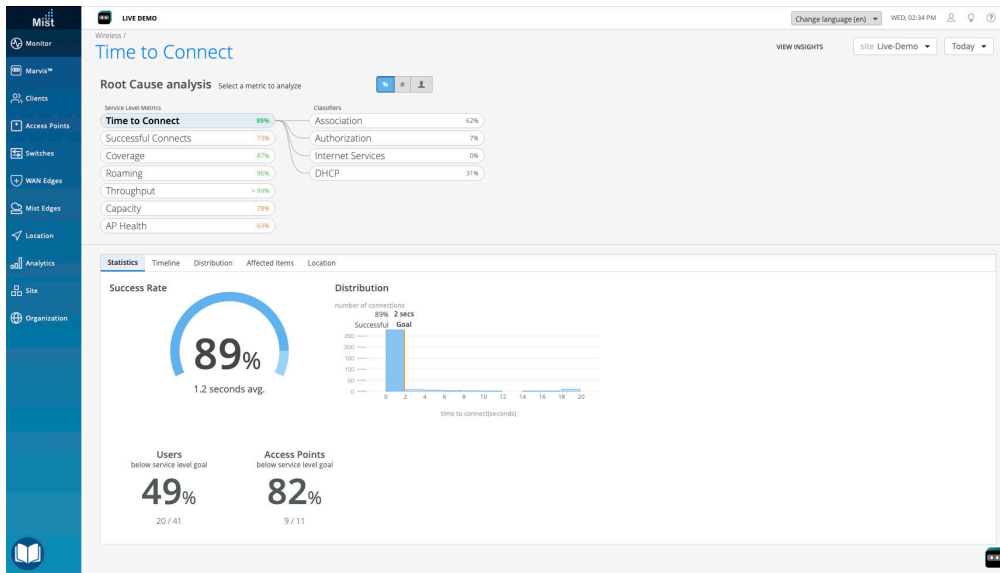 Mist
LIVE DEMO
Change language (en)
WED, 02:34 PM
Monitor
Marvis™
Clients
Access Points
Switches
WAN Edges
Mist Edges
Location
Analytics
Site
Organization
Wireless /
Time to Connect
VIEW INSIGHTS
site Live-Demo
Today
Root Cause analysis Select a metric to analyze
% #
Service Level Metrics
Time to Connect 89%
Successful Connects 73%
Coverage 87%
Roaming 96%
Throughput > 99%
Capacity 78%
AP Health 69%
Classifiers
Association 62%
Authorization 7%
Internet Services 0%
DHCP 31%
Statistics Timeline Distribution Affected Items Location
Success Rate
89%
1.2 seconds avg.
Distribution
number of connections
89% 2 secs
Successful Goal
250
200
150
100
50
0
0 2 4 6 8 10 12 14 16 18 20
time to connect(seconds)
Users
below service level goal
49%
20 / 41
Access Points
below service level goal
82%
9 / 11